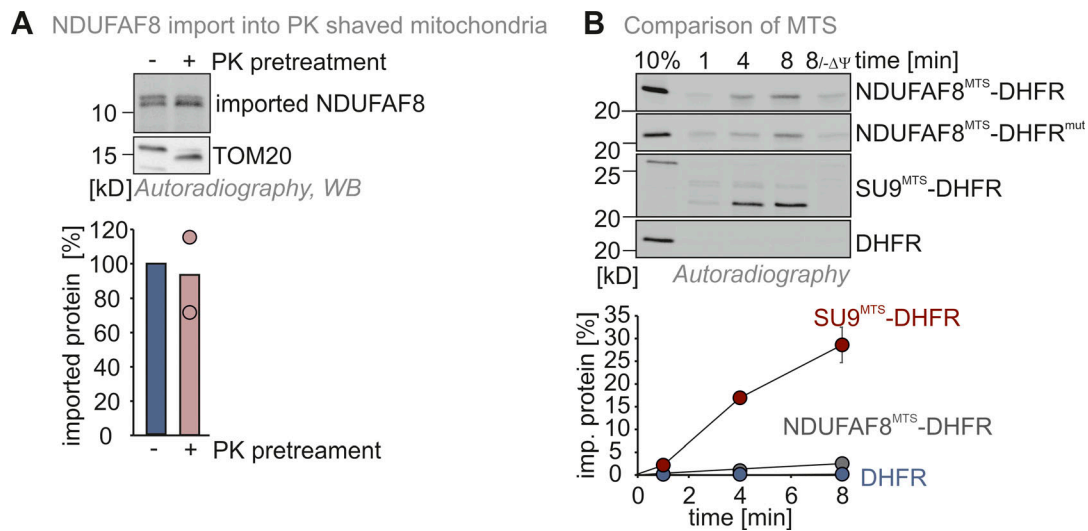 A NDUFAF8 import into PK shaved mitochondria
- + PK pretreatment
10 imported NDUFAF8
15 TOM20
[kD] Autoradiography, WB
imported protein [%]
120
100
80
60
40
20
0
- + PK pretreament
B Comparison of MTS
10% 1 4 8 8/-ΔΨ time [min]
20 NDUFAF8MTS-DHFR
20 NDUFAF8MTS-DHFRmut
25
20 SU9MTS-DHFR
20 DHFR
[kD] Autoradiography
imp. protein [%]
35
30
25
20
15
10
5
0
SU9MTS-DHFR
NDUFAF8MTS-DHFR
DHFR
0 2 4 6 8
time [min]